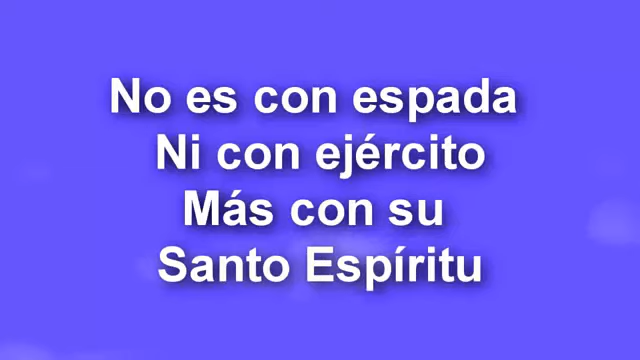 No es con espada
Ni con ejército
Más con su
Santo Espíritu